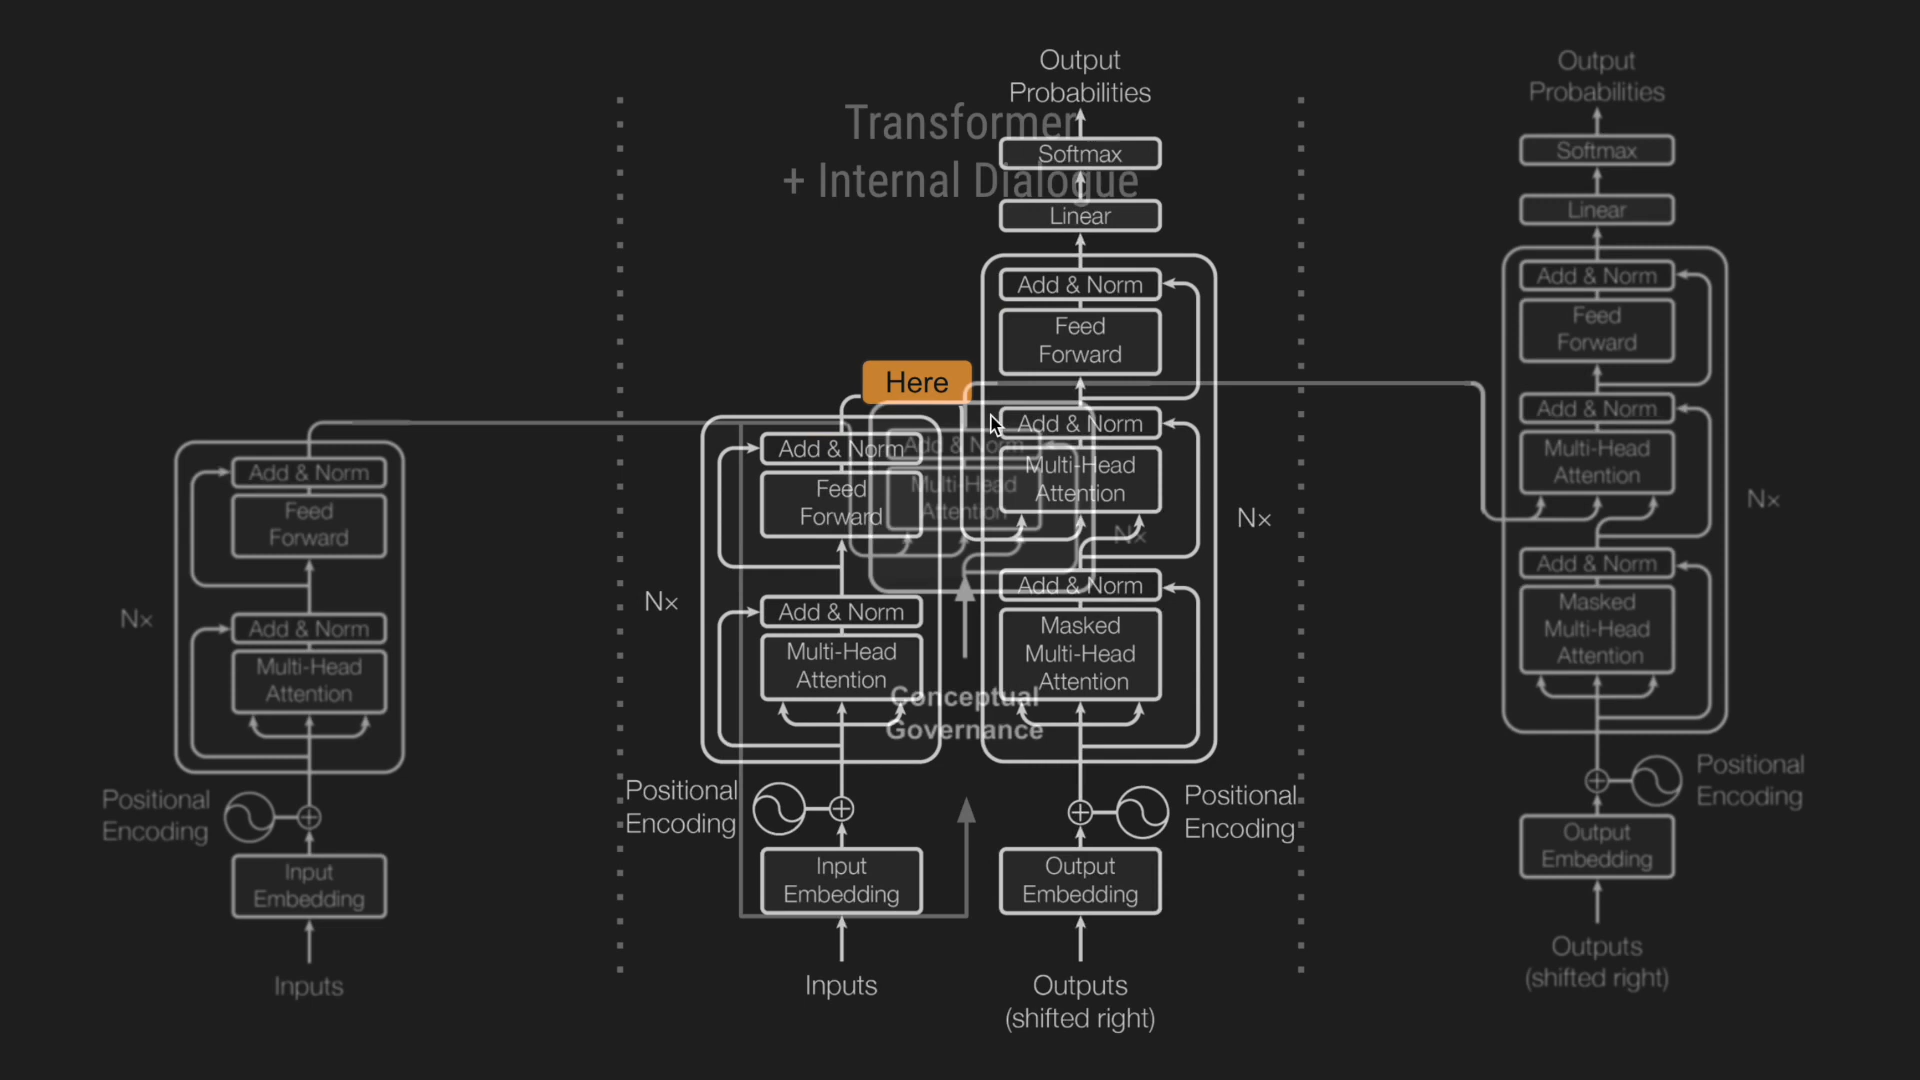 Transformer
+ Internal Dialogue
Add & Norm
Feed
Forward
Add & Norm
Multi-Head
Attention
Nx
Positional
Encoding
Input
Embedding
Inputs
Here
Add & Norm
Feed
Forward
Add & Norm
Multi-Head
Attention
Nx
Positional
Encoding
Input
Embedding
Inputs
Add & Norm
Multi-Head
Attention
Nx
Conceptual
Governance
Output
Probabilities
Softmax
Linear
Add & Norm
Feed
Forward
Add & Norm
Multi-Head
Attention
Nx
Add & Norm
Masked
Multi-Head
Attention
Positional
Encoding
Output
Embedding
Outputs
(shifted right)
Output
Probabilities
Softmax
Linear
Add & Norm
Feed
Forward
Add & Norm
Multi-Head
Attention
Nx
Add & Norm
Masked
Multi-Head
Attention
Positional
Encoding
Output
Embedding
Outputs
(shifted right)